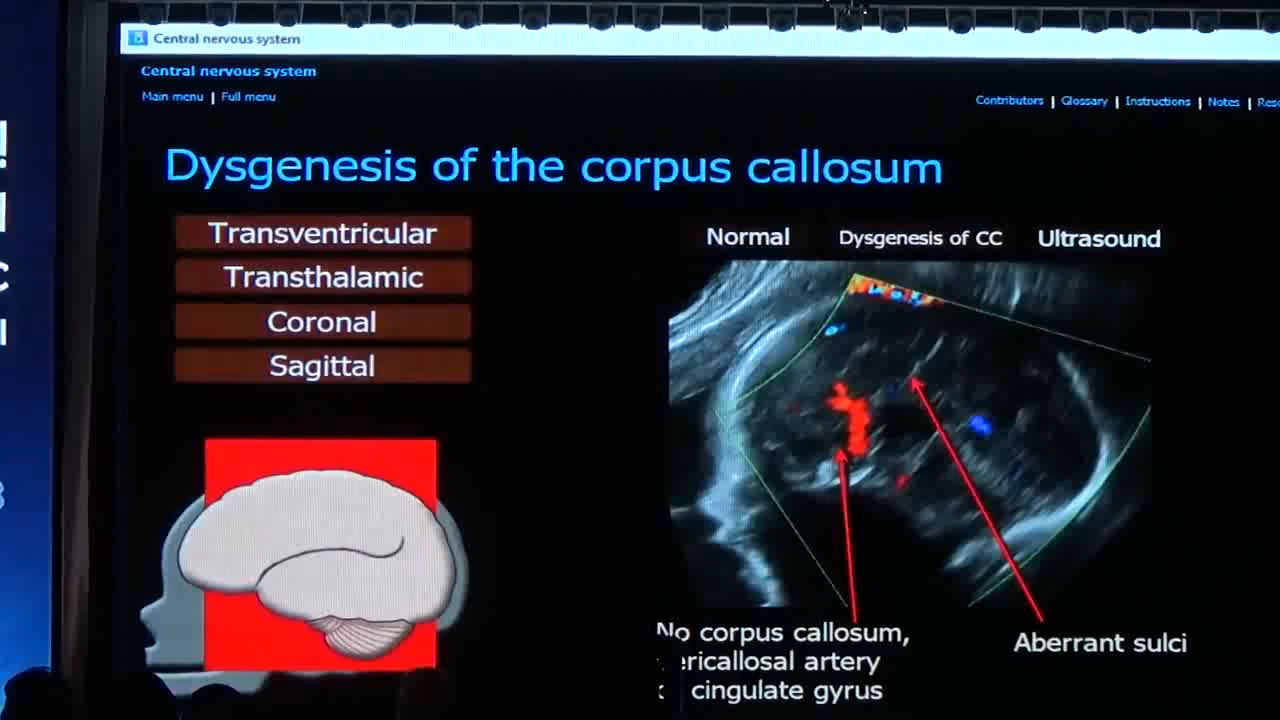 Central nervous system
Central nervous system
Main menu | Full menu
Contributors | Glossary | Instructions | Notes |
Dysgenesis of the corpus callosum
Transventricular
Transthalamic
Coronal
Sagittal
Normal
Dysgenesis of CC
Ultrasound
No corpus callosum,
artery
cingulate gyrus
Aberrant sulci